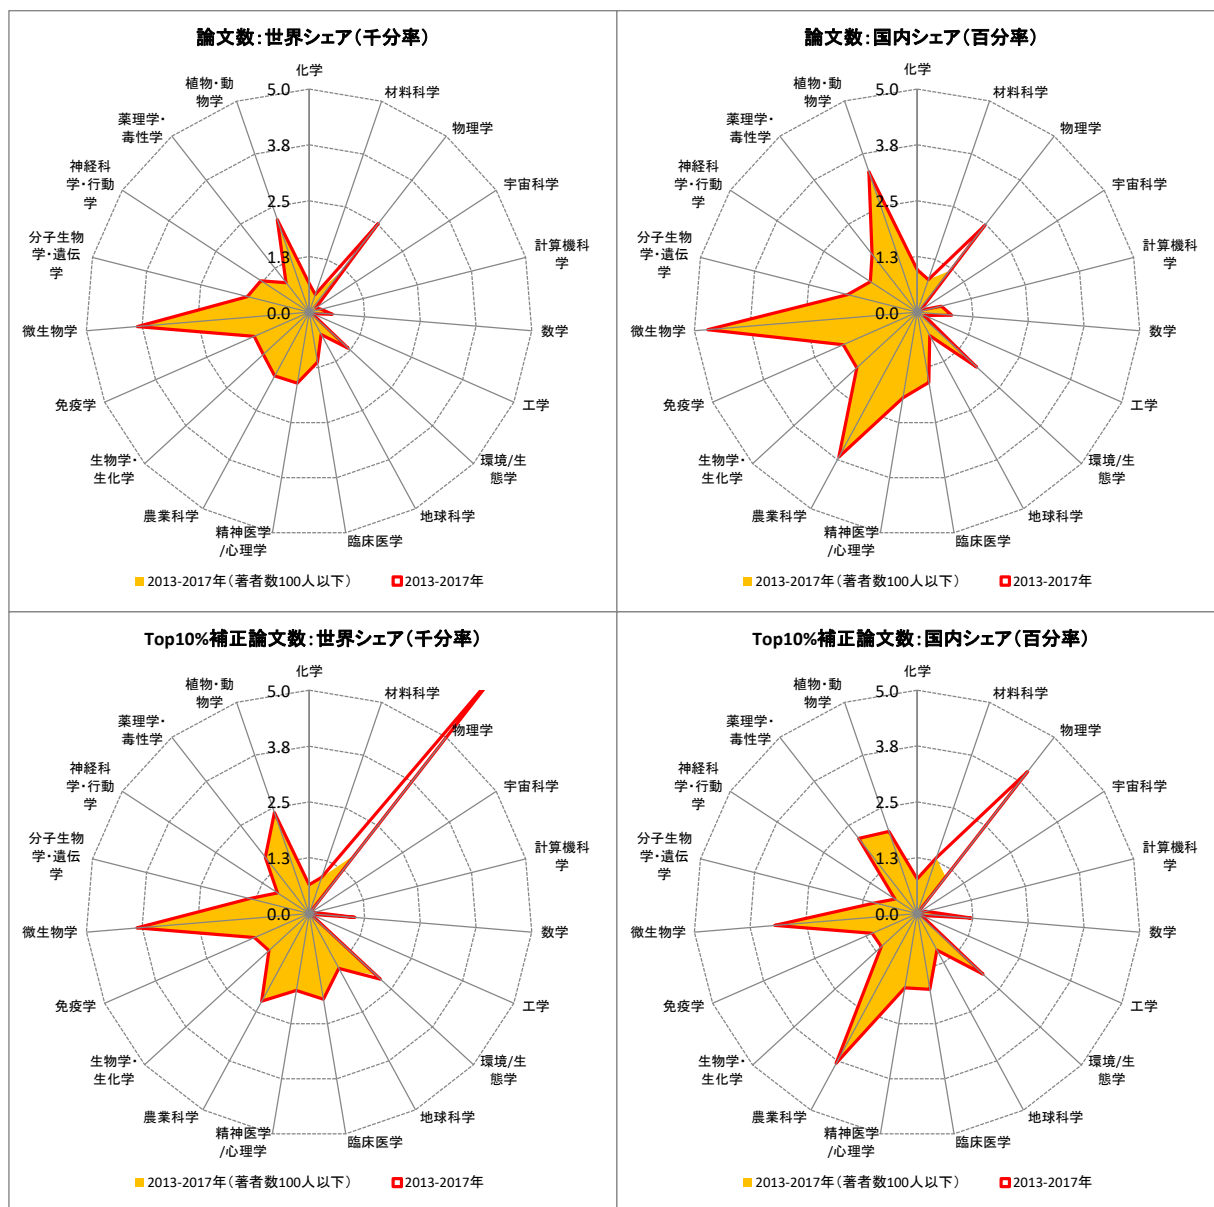 論文数:世界シェア(千分率)
化学
材料科学
物理学
宇宙科学
計算機科
学
数学
工学
環境/生
態学
地球科学
臨床医学
精神医学
/心理学
農業科学
生物学・
生化学
免疫学
微生物学
分子生物
学・遺伝
学
神経科
学・行動
学
薬理学・
毒性学
植物・動
物学
5.0
3.8
2.5
1.3
0.0
2013-2017年(著者数100人以下)
2013-2017年
論文数:国内シェア(百分率)
化学
材料科学
物理学
宇宙科学
計算機科
学
数学
工学
環境/生
態学
地球科学
臨床医学
精神医学
/心理学
農業科学
生物学・
生化学
免疫学
微生物学
分子生物
学・遺伝
学
神経科
学・行動
学
薬理学・
毒性学
植物・動
物学
5.0
3.8
2.5
1.3
0.0
2013-2017年(著者数100人以下)
2013-2017年
Top10%補正論文数:世界シェア(千分率)
化学
材料科学
物理学
宇宙科学
計算機科
学
数学
工学
環境/生
態学
地球科学
臨床医学
精神医学
/心理学
農業科学
生物学・
生化学
免疫学
微生物学
分子生物
学・遺伝
学
神経科
学・行動
学
薬理学・
毒性学
植物・動
物学
5.0
3.8
2.5
1.3
0.0
2013-2017年(著者数100人以下)
2013-2017年
Top10%補正論文数:国内シェア(百分率)
化学
材料科学
物理学
宇宙科学
計算機科
学
数学
工学
環境/生
態学
地球科学
臨床医学
精神医学
/心理学
農業科学
生物学・
生化学
免疫学
微生物学
分子生物
学・遺伝
学
神経科
学・行動
学
薬理学・
毒性学
植物・動
物学
5.0
3.8
2.5
1.3
0.0
2013-2017年(著者数100人以下)
2013-2017年